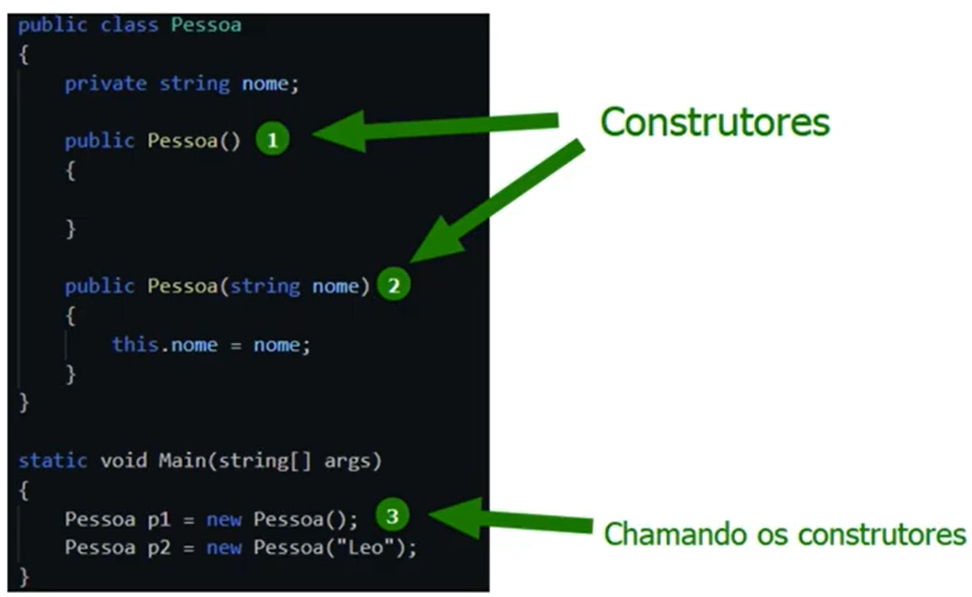 public class Pessoa
{
private string nome;
public Pessoa() 1
{
}
public Pessoa(string nome) 2
{
this.nome = nome;
}
}
static void Main(string[] args)
{
Pessoa p1 = new Pessoa(); 3
Pessoa p2 = new Pessoa("Leo");
}
Construtores
Chamando os construtores